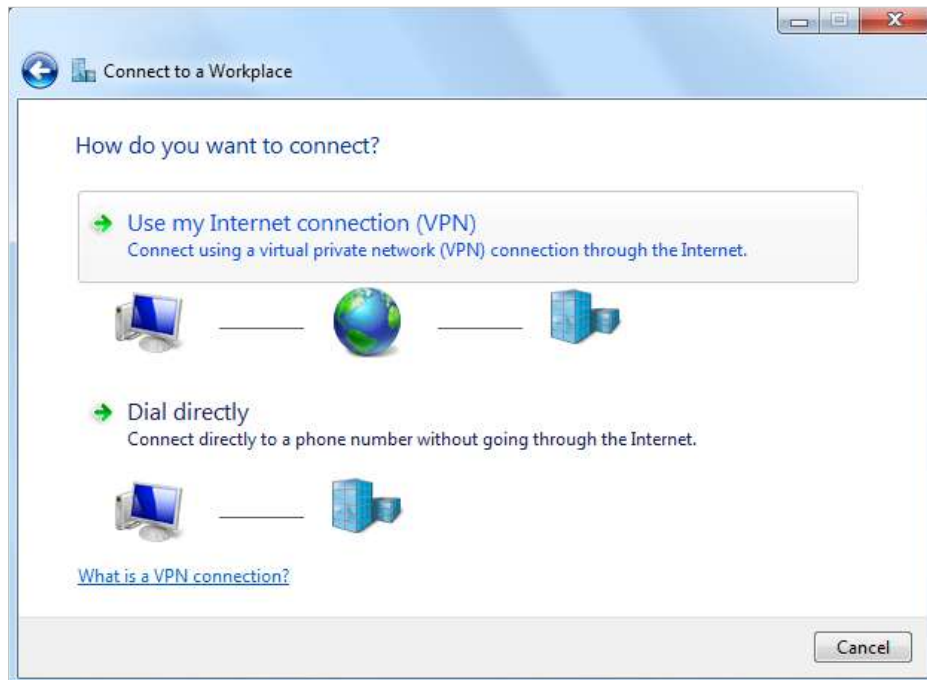 Connect to a Workplace
How do you want to connect?
Use my Internet connection (VPN)
Connect using a virtual private network (VPN) connection through the Internet.
Dial directly
Connect directly to a phone number without going through the Internet.
What is a VPN connection?
Cancel